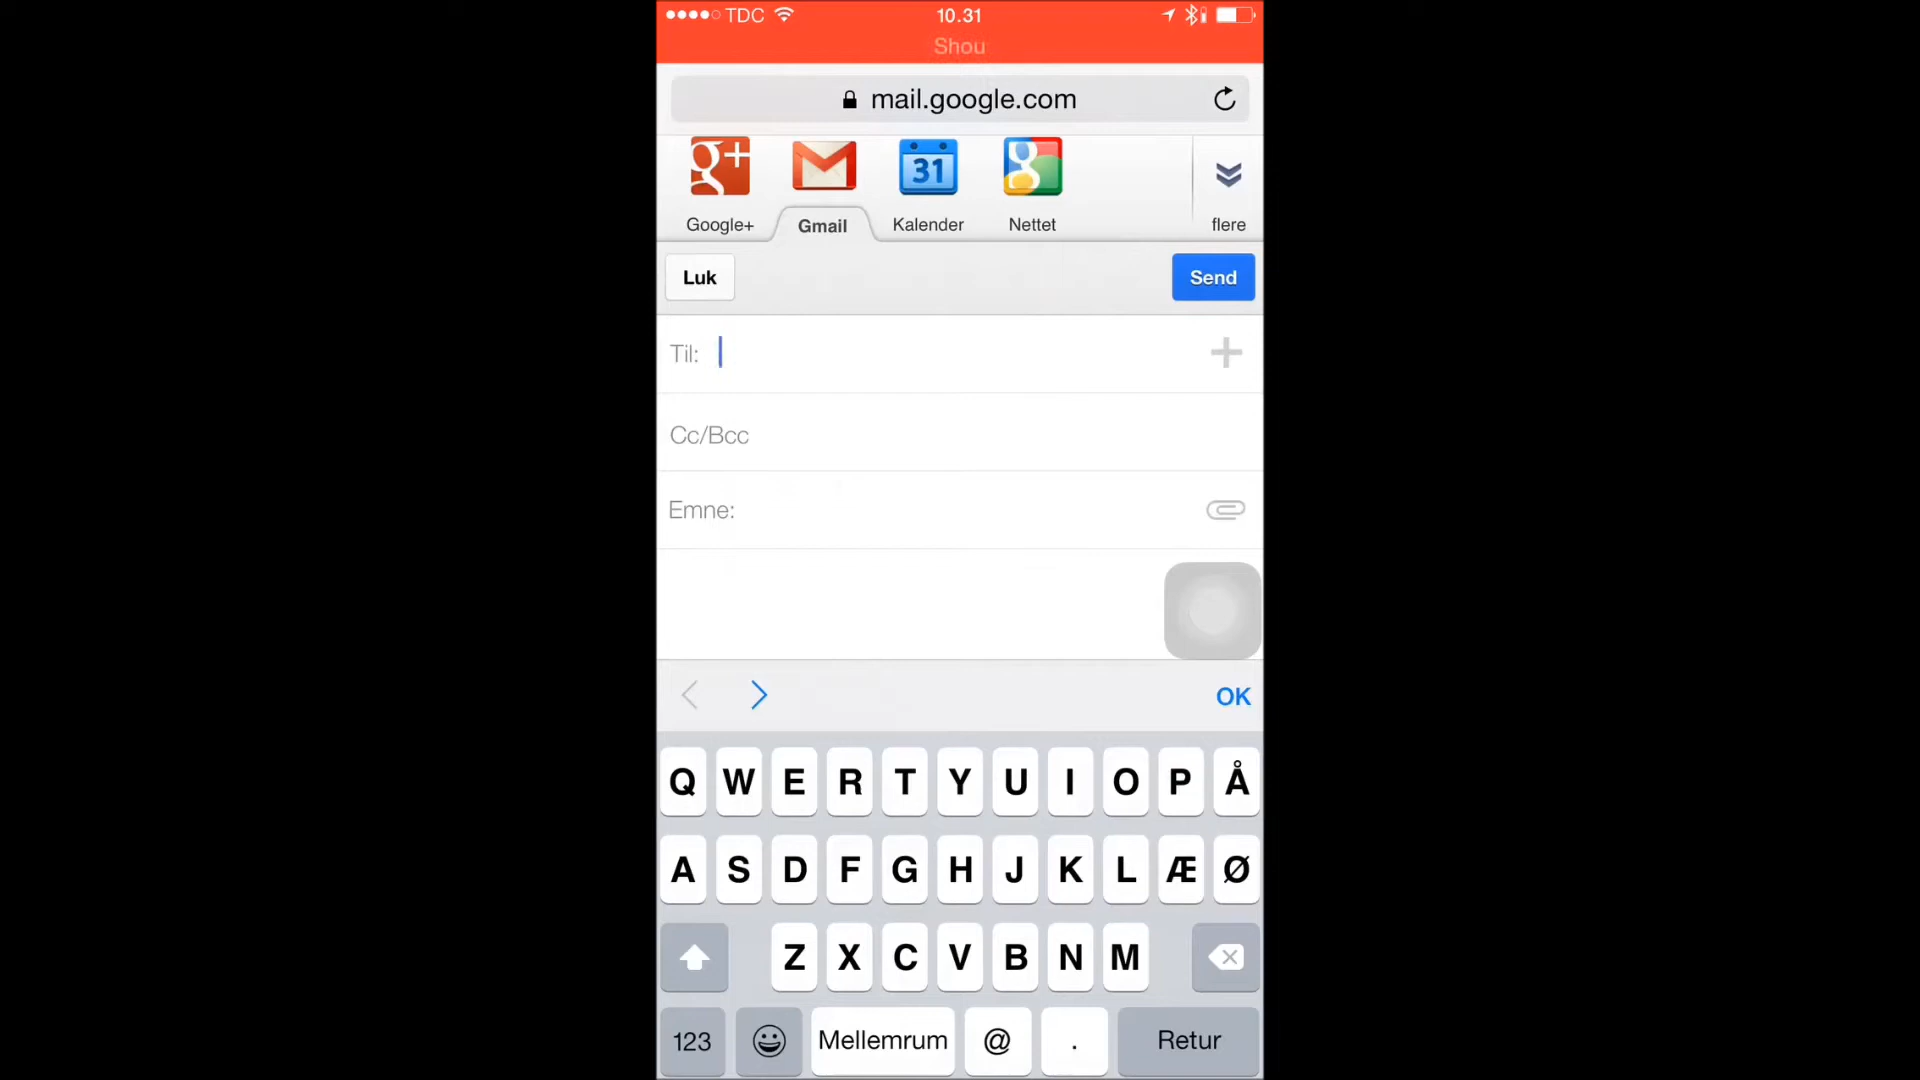 TDC 10.31
Shou
mail.google.com
g+ 31 g
Google+ Gmail Kalender Nettet flere
Luk Send
Til:
Cc/Bcc
Emne:
OK
Q W E R T Y U I O P Å
A S D F G H J K L Æ Ø
Z X C V B N M
123 Mellemrum @ . Retur